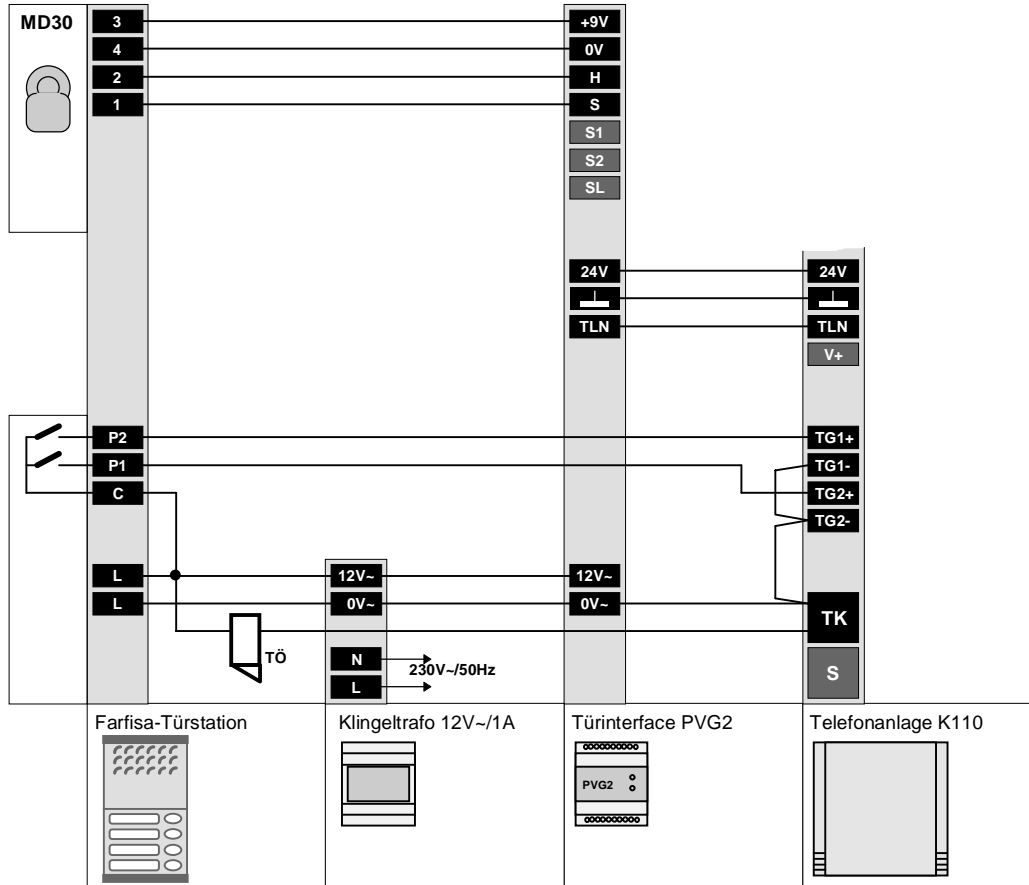 MD30 3 +9V
4 0V
2 H
1 S
S1
S2
SL
24V 24V
TLN TLN
V+
P2 TG1+
P1 TG1-
C TG2+
TG2-
L 12V~ 12V~
L 0V~ 0V~ TK
TÖ
N 230V~/50Hz S
L
Farfisa-Türstation Klingeltrafo 12V~/1A Türinterface PVG2 Telefonanlage K110
PVG2